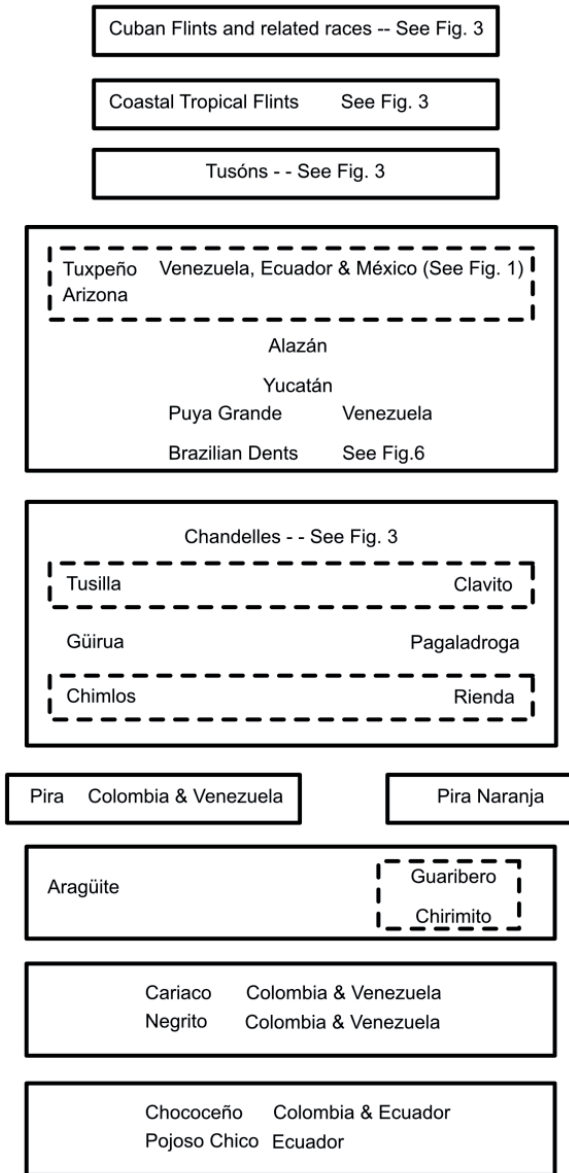 Cuban Flints and related races -- See Fig. 3
Coastal Tropical Flints See Fig. 3
Tusóns - - See Fig. 3
Tuxpeño Venezuela, Ecuador & México (See Fig. 1)
Arizona
Alazán
Yucatán
Puya Grande Venezuela
Brazilian Dents See Fig.6
Chandelles - - See Fig. 3
Tusilla Clavito
Güirua Pagaladroga
Chimlos Rienda
Pira Colombia & Venezuela Pira Naranja
Aragüite
Guaribero
Chirimito
Cariaco Colombia & Venezuela
Negrito Colombia & Venezuela
Chococeño Colombia & Ecuador
Pojoso Chico Ecuador